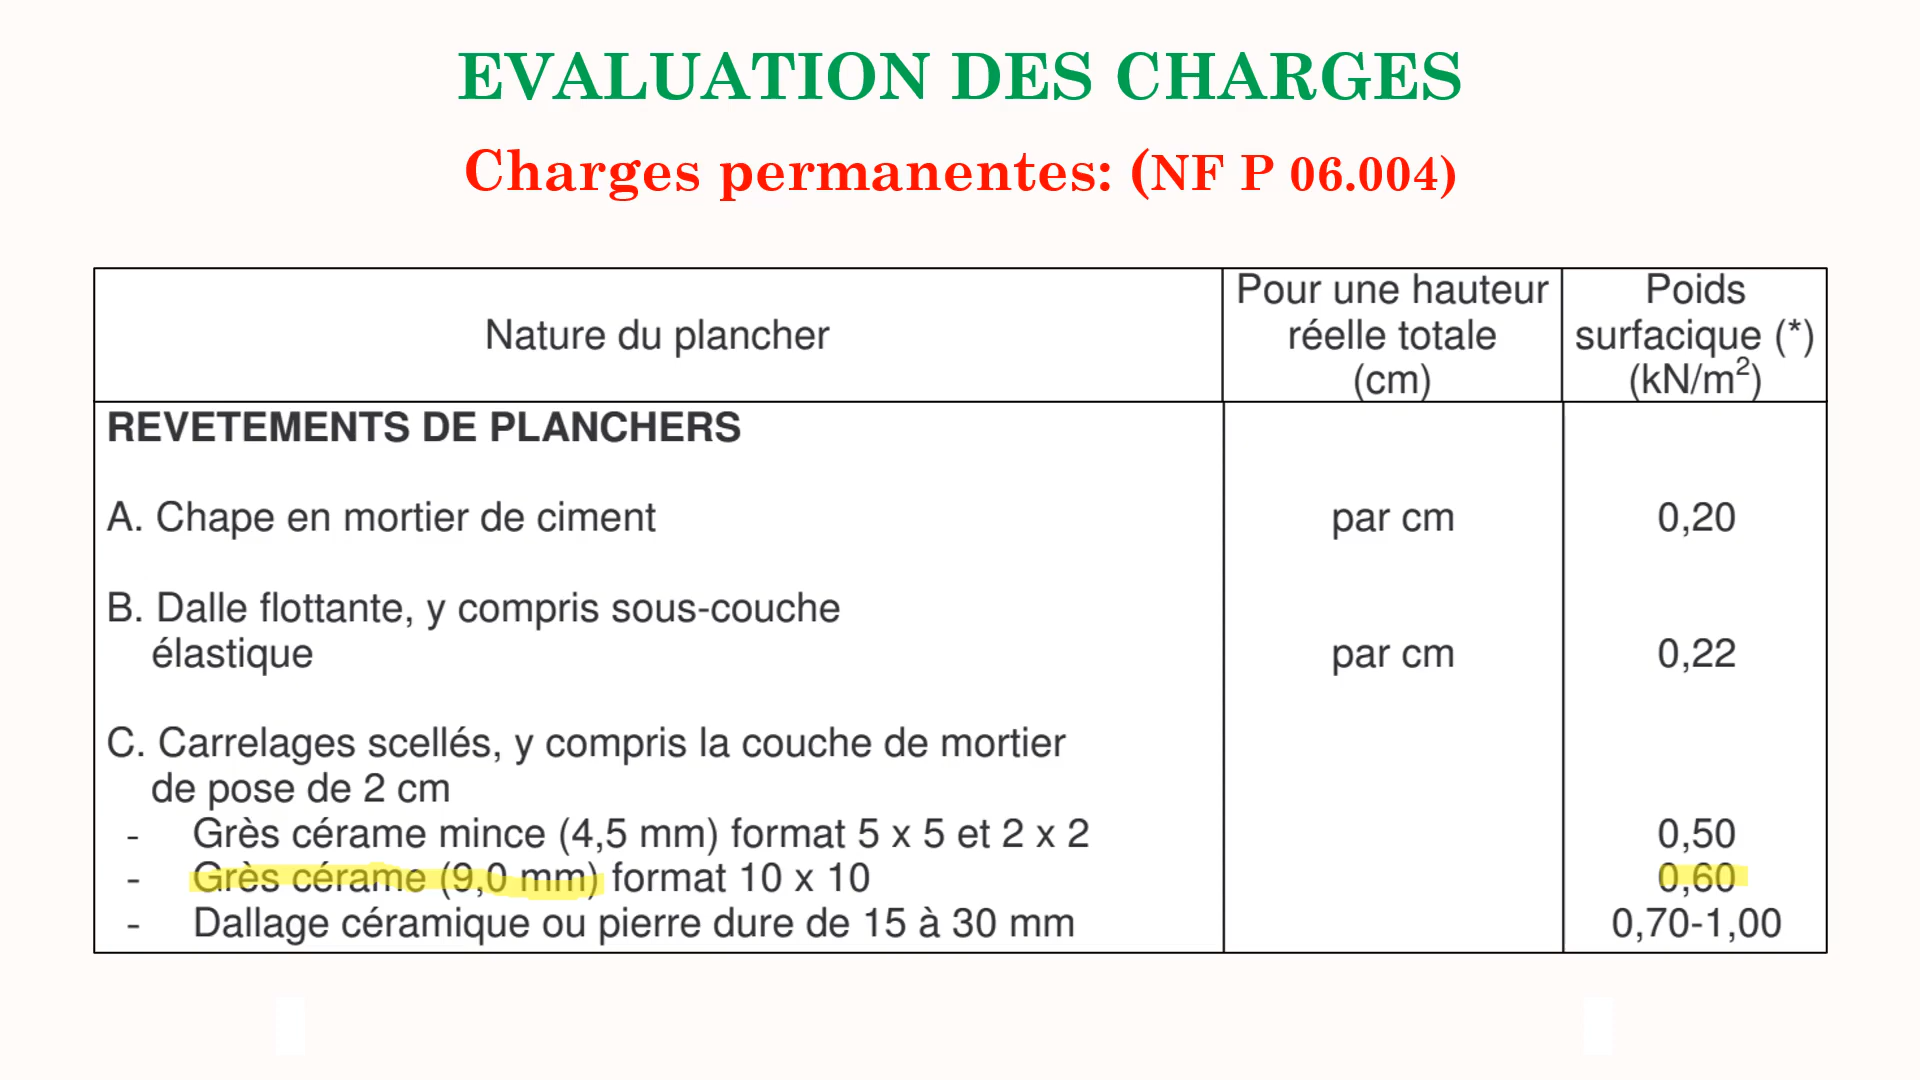 EVALUATION DES CHARGES
Charges permanentes: (NF P 06.004)
Nature du plancher
Pour une hauteur
réelle totale
(cm)
Poids
surfacique (*)
(kN/m²)
REVETEMENTS DE PLANCHERS
A. Chape en mortier de ciment par cm 0,20
B. Dalle flottante, y compris sous-couche
élastique par cm 0,22
C. Carrelages scellés, y compris la couche de mortier
de pose de 2 cm
- Grès cérame mince (4,5 mm) format 5 x 5 et 2 x 2 0,50
- Grès cérame (9,0 mm) format 10 x 10 0,60
- Dallage céramique ou pierre dure de 15 à 30 mm 0,70-1,00